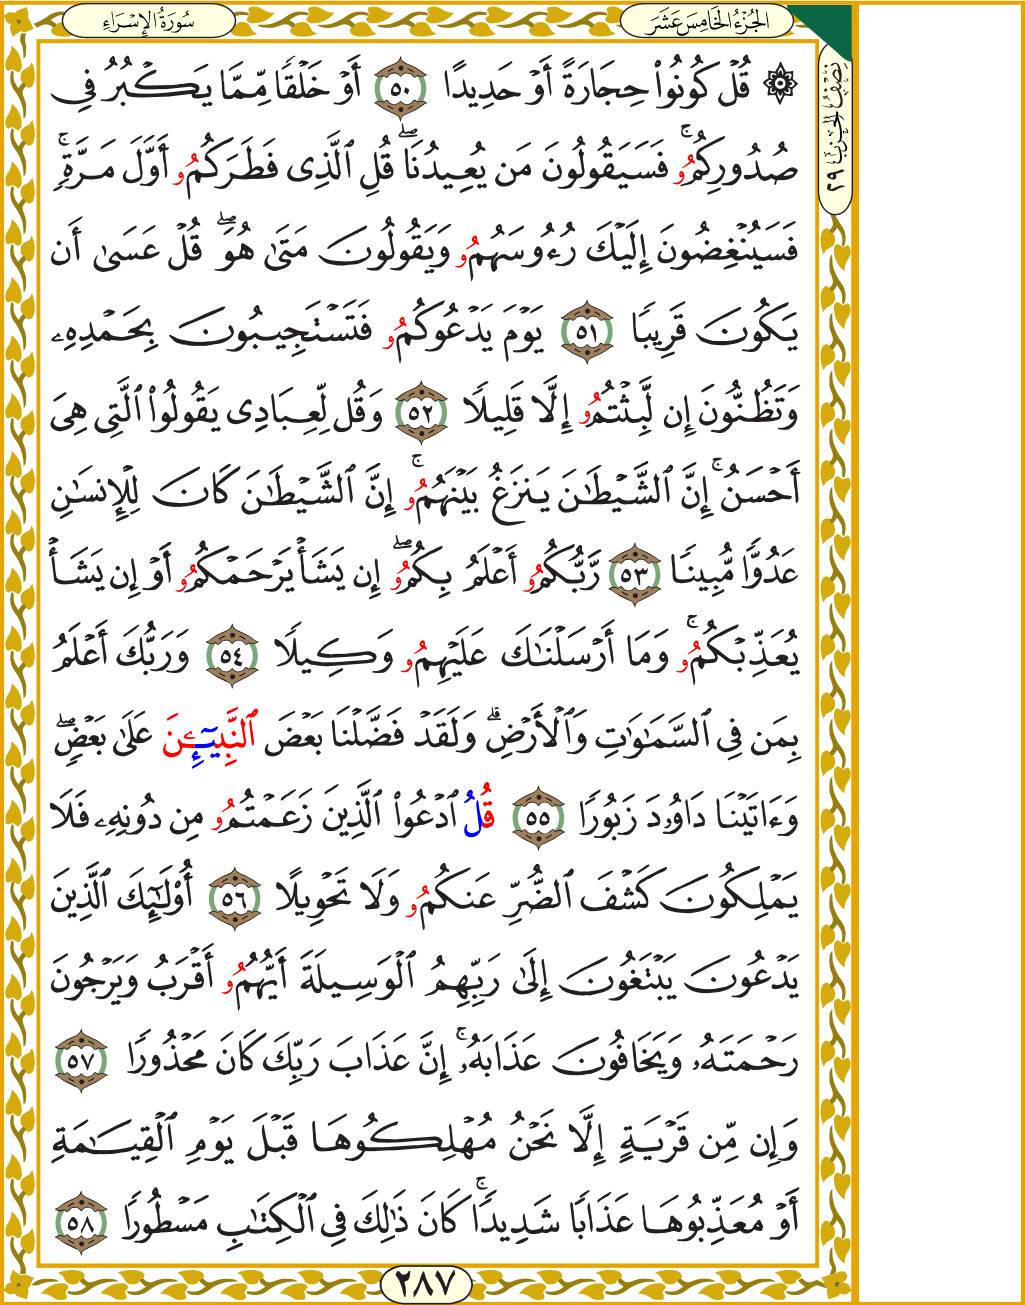 سُورَةُ الإِسْرَاءِ
الجُزْءُ الخَامِسَ عَشَرَ
نِصْفُ الحِزْبِ ٢٩
۞ قُلْ كُونُوا۟ حِجَارَةً أَوْ حَدِيدًا ٥٠ أَوْ خَلْقًا مِّمَّا يَكْبُرُ فِى
صُدُورِكُمُۥ ۚ فَسَيَقُولُونَ مَن يُعِيدُنَا ۖ قُلِ ٱلَّذِى فَطَرَكُمُۥ أَوَّلَ مَرَّةٍ ۚ
فَسَيُنْغِضُونَ إِلَيْكَ رُءُوسَهُمُۥ وَيَقُولُونَ مَتَىٰ هُوَ ۖ قُلْ عَسَىٰٓ أَن
يَكُونَ قَرِيبًا ٥١ يَوْمَ يَدْعُوكُمُۥ فَتَسْتَجِيبُونَ بِحَمْدِهِۦ
وَتَظُنُّونَ إِن لَّبِثْتُمُۥ إِلَّا قَلِيلًا ٥٢ وَقُل لِّعِبَادِى يَقُولُوا۟ ٱلَّتِى هِىَ
أَحْسَنُ ۚ إِنَّ ٱلشَّيْطَٰنَ يَنزَغُ بَيْنَهُمُۥ ۚ إِنَّ ٱلشَّيْطَٰنَ كَانَ لِلْإِنسَٰنِ
عَدُوًّا مُّبِينًا ٥٣ رَّبُّكُمُۥ أَعْلَمُ بِكُمُۥ ۖ إِن يَشَأْ يَرْحَمْكُمُۥ أَوْ إِن يَشَأْ
يُعَذِّبْكُمُۥ ۚ وَمَا أَرْسَلْنَٰكَ عَلَيْهِمُۥ وَكِيلًا ٥٤ وَرَبُّكَ أَعْلَمُ
بِمَن فِى ٱلسَّمَٰوَٰتِ وَٱلْأَرْضِ ۗ وَلَقَدْ فَضَّلْنَا بَعْضَ ٱلنَّبِيٓـِٔۦنَ عَلَىٰ بَعْضٍ ۖ
وَءَاتَيْنَا دَاوُۥدَ زَبُورًا ٥٥ قُلُ ٱدْعُوا۟ ٱلَّذِينَ زَعَمْتُمُۥ مِن دُونِهِۦ فَلَا
يَمْلِكُونَ كَشْفَ ٱلضُّرِّ عَنكُمُۥ وَلَا تَحْوِيلًا ٥٦ أُو۟لَٰٓئِكَ ٱلَّذِينَ
يَدْعُونَ يَبْتَغُونَ إِلَىٰ رَبِّهِمُ ٱلْوَسِيلَةَ أَيُّهُمُۥ أَقْرَبُ وَيَرْجُونَ
رَحْمَتَهُۥ وَيَخَافُونَ عَذَابَهُۥ ۚ إِنَّ عَذَابَ رَبِّكَ كَانَ مَحْذُورًا ٥٧
وَإِن مِّن قَرْيَةٍ إِلَّا نَحْنُ مُهْلِكُوهَا قَبْلَ يَوْمِ ٱلْقِيَٰمَةِ
أَوْ مُعَذِّبُوهَا عَذَابًا شَدِيدًا ۚ كَانَ ذَٰلِكَ فِى ٱلْكِتَٰبِ مَسْطُورًا ٥٨
٢٨٧